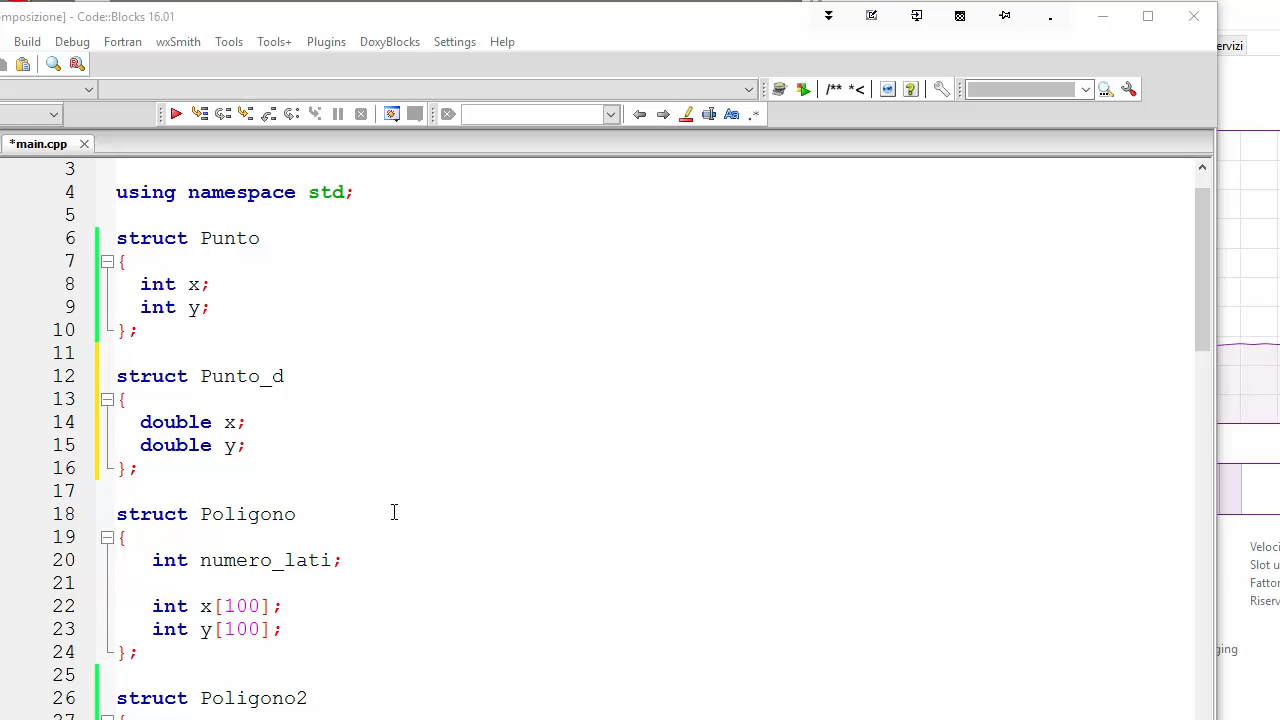 mposizione] - Code::Blocks 16.01
Build Debug Fortran wxSmith Tools Tools+ Plugins DoxyBlocks Settings Help
/** *<
Aa .*
*main.cpp
3
4 using namespace std;
5
6 struct Punto
7 {
8 int x;
9 int y;
10 };
11
12 struct Punto_d
13 {
14 double x;
15 double y;
16 };
17
18 struct Poligono
19 {
20 int numero_lati;
21
22 int x[100];
23 int y[100];
24 };
25
26 struct Poligono2
27 {
ervizi
Veloci
Slot u
Fattor
Riserv
ging